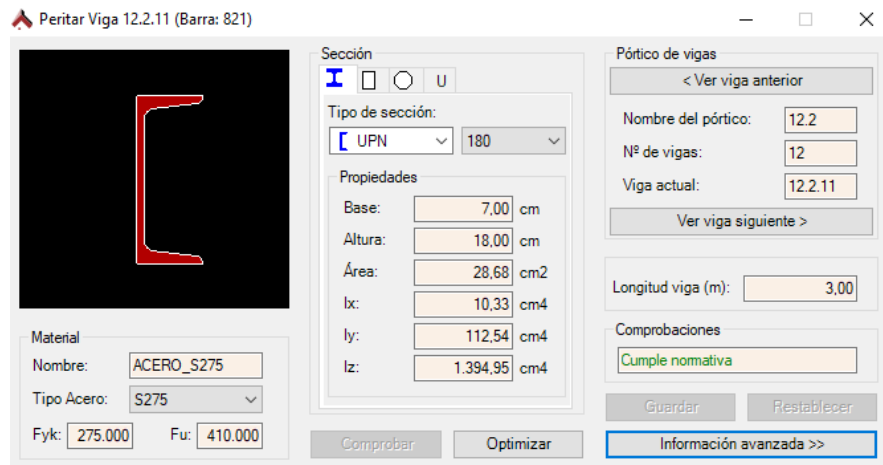 Peritar Viga 12.2.11 (Barra: 821)
Sección
U
Tipo de sección:
UPN 180
Propiedades
Base: 7,00 cm
Altura: 18,00 cm
Área: 28,68 cm2
Ix: 10,33 cm4
Iy: 112,54 cm4
Iz: 1.394,95 cm4
Comprobar Optimizar
Material
Nombre: ACERO_S275
Tipo Acero: S275
Fyk: 275.000 Fu: 410.000
Pórtico de vigas
< Ver viga anterior
Nombre del pórtico: 12.2
Nº de vigas: 12
Viga actual: 12.2.11
Ver viga siguiente >
Longitud viga (m): 3,00
Comprobaciones
Cumple normativa
Guardar Restablecer
Información avanzada >>